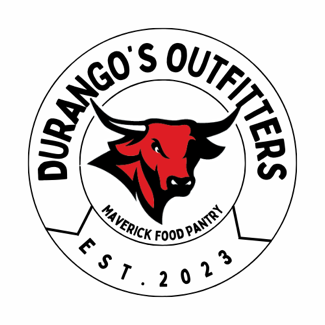 DURANGO'S OUTFITTERS
MAVERICK FOOD PANTRY
EST. 2023